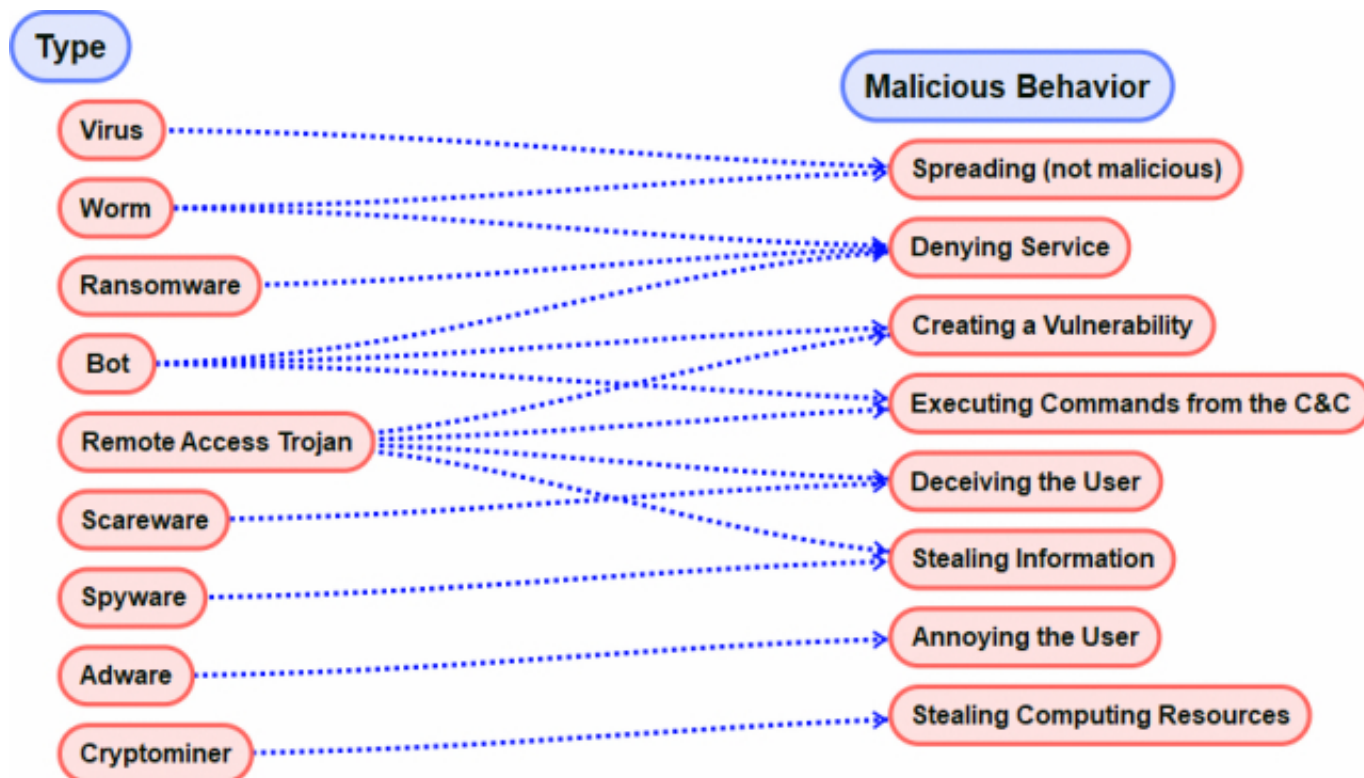 Type
Malicious Behavior
Virus
Spreading (not malicious)
Worm
Denying Service
Ransomware
Creating a Vulnerability
Bot
Executing Commands from the C&C
Remote Access Trojan
Deceiving the User
Scareware
Stealing Information
Spyware
Annoying the User
Adware
Stealing Computing Resources
Cryptominer